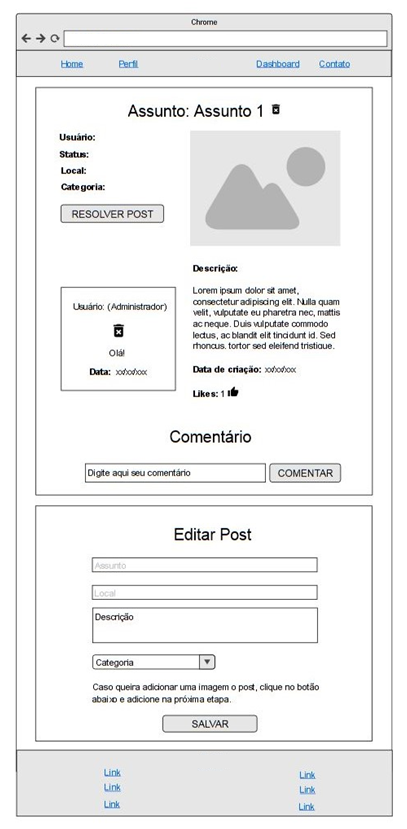 Chrome
Home Perfil Dashboard Contato
Assunto: Assunto 1
Usuário:
Status:
Local:
Categoria:
RESOLVER POST
Descrição:
Lorem ipsum dolor sit amet,
consectetur adipiscing elit. Nulla quam
velit, vulputate eu pharetra nec, mattis
ac neque. Duis vulputate commodo
lectus, ac blandit elit tincidunt id. Sed
rhoncus, tortor sed eleifend tristique,
Usuário: (Administrador)
Olá!
Data: xx/xx/xxx
Data de criação: xx/xx/xxx
Likes: 1
Comentário
Digite aqui seu comentário COMENTAR
Editar Post
Assunto
Local
Descrição
Categoria
Caso queira adicionar uma imagem o post, clique no botão
abaixo e adicione na próxima etapa.
SALVAR
Link Link
Link Link
Link Link